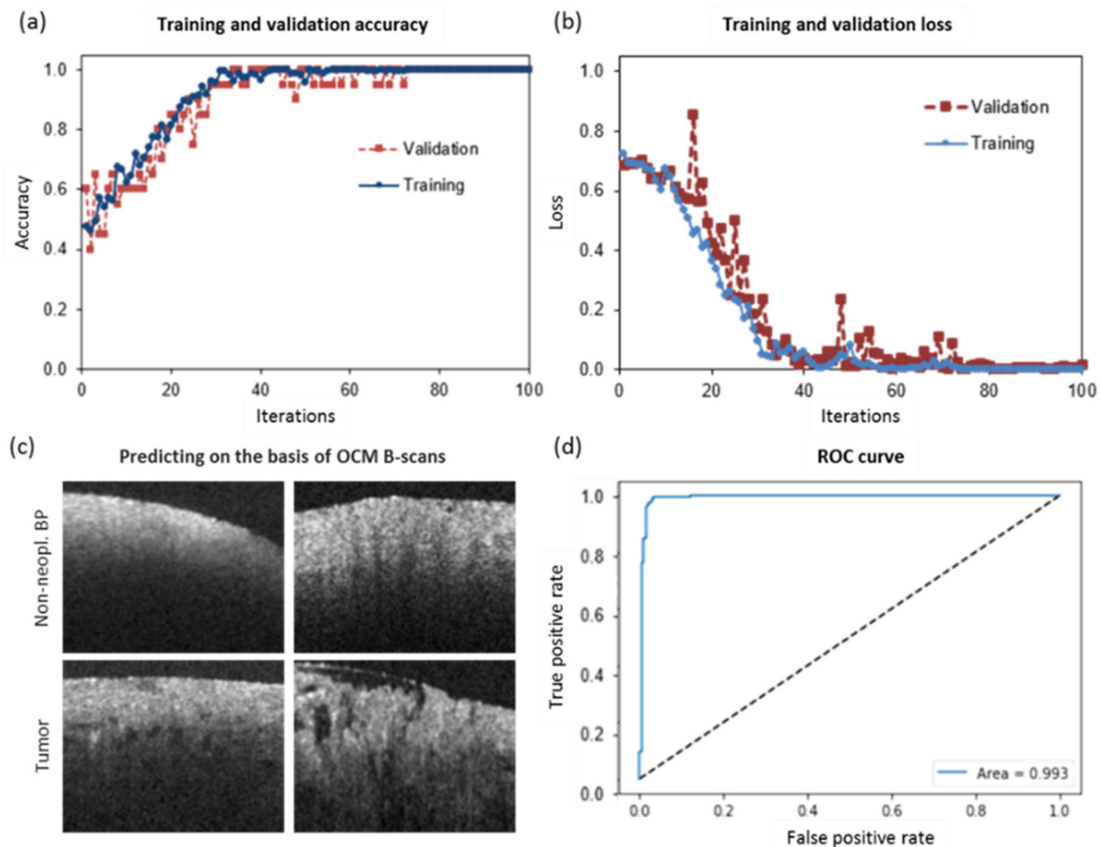 (a)
Training and validation accuracy
1.0
0.8
0.6
0.4
0.2
0.0
Accuracy
Validation
Training
0
20
40
60
80
100
Iterations
(b)
Training and validation loss
1.0
0.8
0.6
0.4
0.2
0.0
Loss
Validation
Training
0
20
40
60
80
100
Iterations
(c)
Predicting on the basis of OCM B-scans
Non-neopl. BP
Tumor
(d)
ROC curve
1.0
0.8
0.6
0.4
0.2
0.0
True positive rate
Area = 0.993
0.0
0.2
0.4
0.6
0.8
1.0
False positive rate